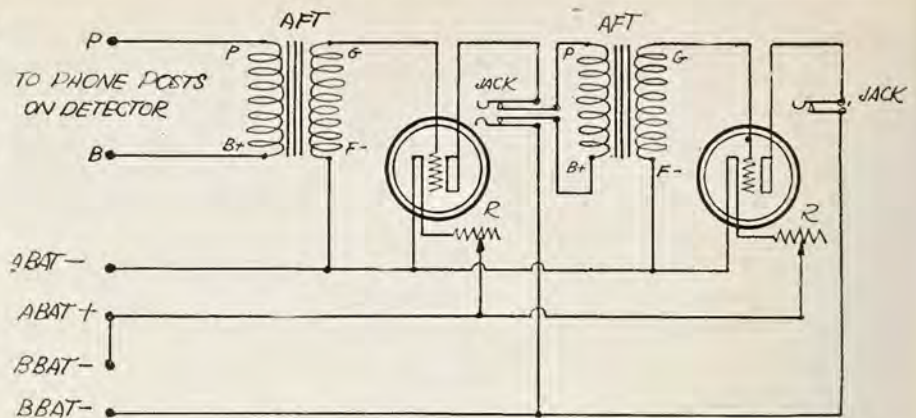 AFT
AFT
P
P
G
P
G
TO PHONE POSTS
ON DETECTOR
JACK
JACK
B
B+
F-
B+
F-
R
R
A BAT-
A BAT+
B BAT-
B BAT-